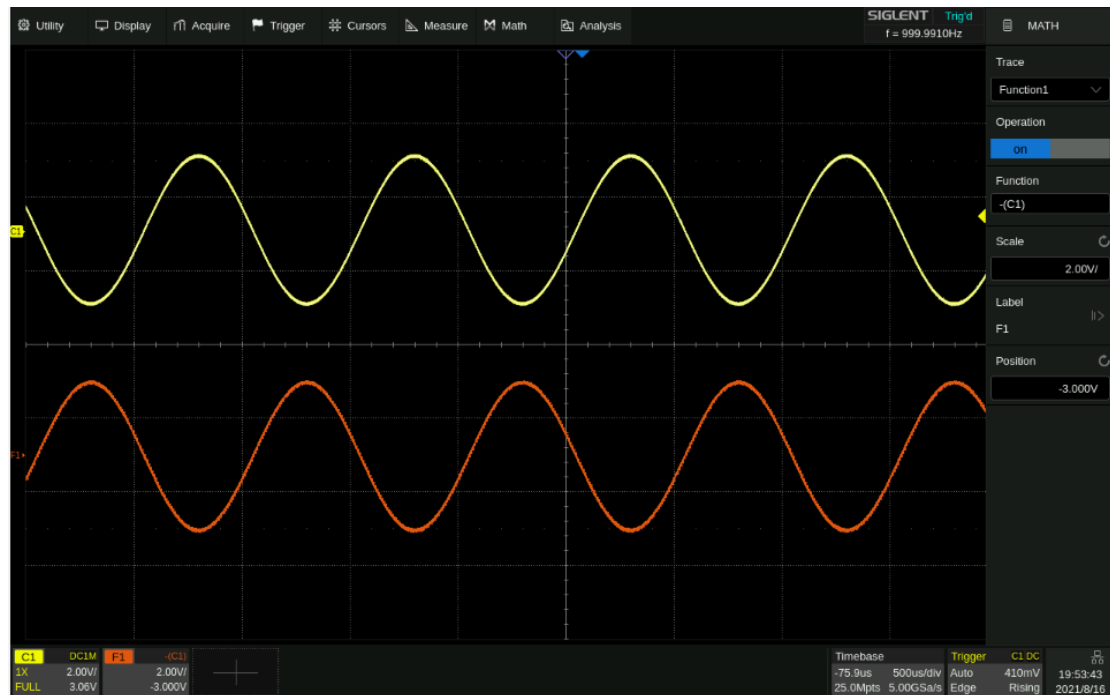 Utility Display Acquire Trigger Cursors Measure Math Analysis
SIGLENT Trig'd
f = 999.9910Hz
MATH
Trace
Function1
Operation
on
Function
-(C1)
Scale
2.00V/
Label
F1
Position
-3.000V
C1
F1
C1 DC1M
1X 2.00V/
FULL 3.06V
F1 -(C1)
2.00V/
-3.000V
Timebase
-75.9us 500us/div
25.0Mpts 5.00GSa/s
Trigger C1 DC
Auto 410mV
Edge Rising
19:53:43
2021/8/16